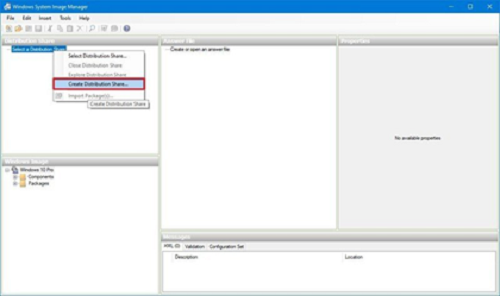 Windows System Image Manager
File Edit Insert Tools Help
Distribution Share
Select a Distribution Share
Select Distribution Share...
Close Distribution Share
Explore Distribution Share
Create Distribution Share...
Import Package(s)...
Create Distribution Share
Answer File
Create or open an answer file
Properties
No available properties
Windows Image
Windows 10 Pro
Components
Packages
Messages
XML (0) Validation Configuration Set
Description Location